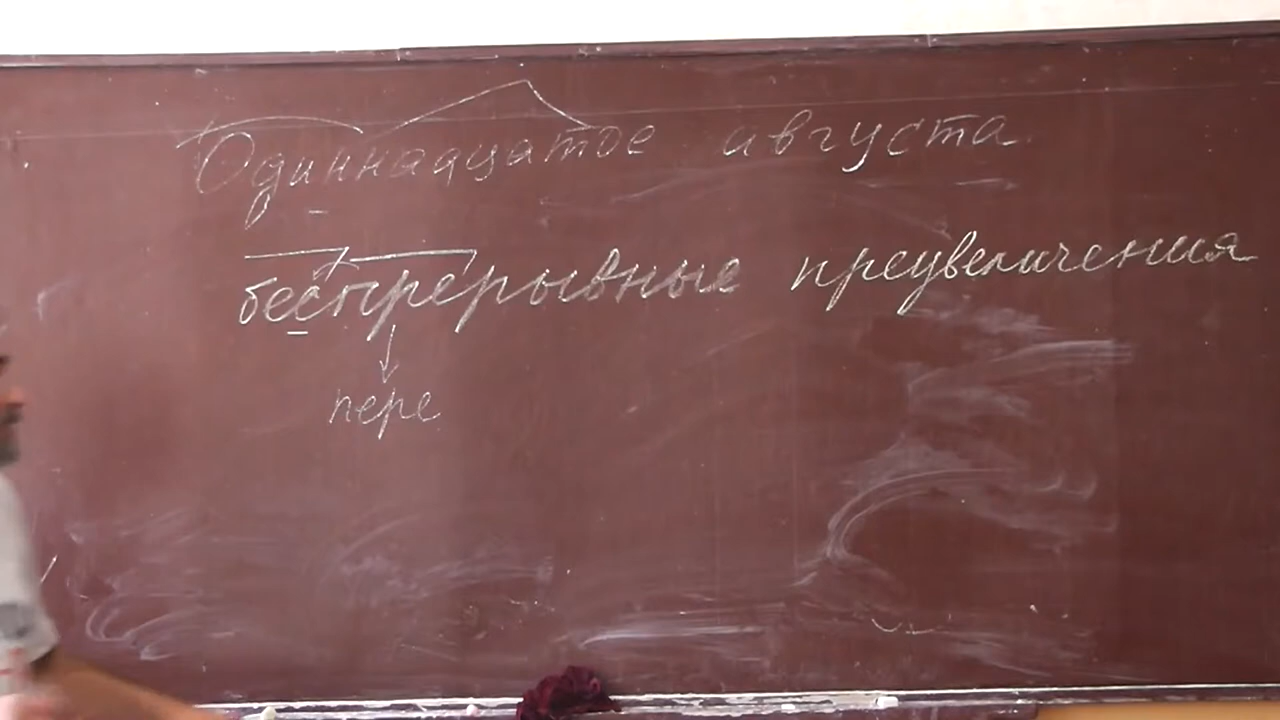 Одиннадцатое августа
беспрерывные преувеличения
пере